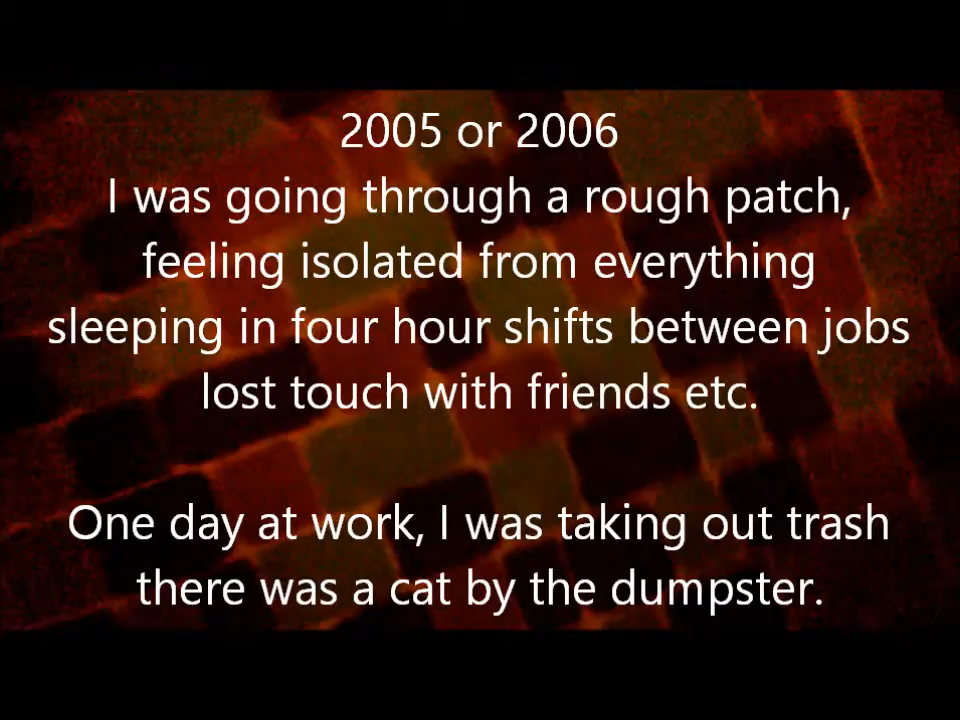 2005 or 2006
I was going through a rough patch,
feeling isolated from everything
sleeping in four hour shifts between jobs
lost touch with friends etc.
One day at work, I was taking out trash
there was a cat by the dumpster.